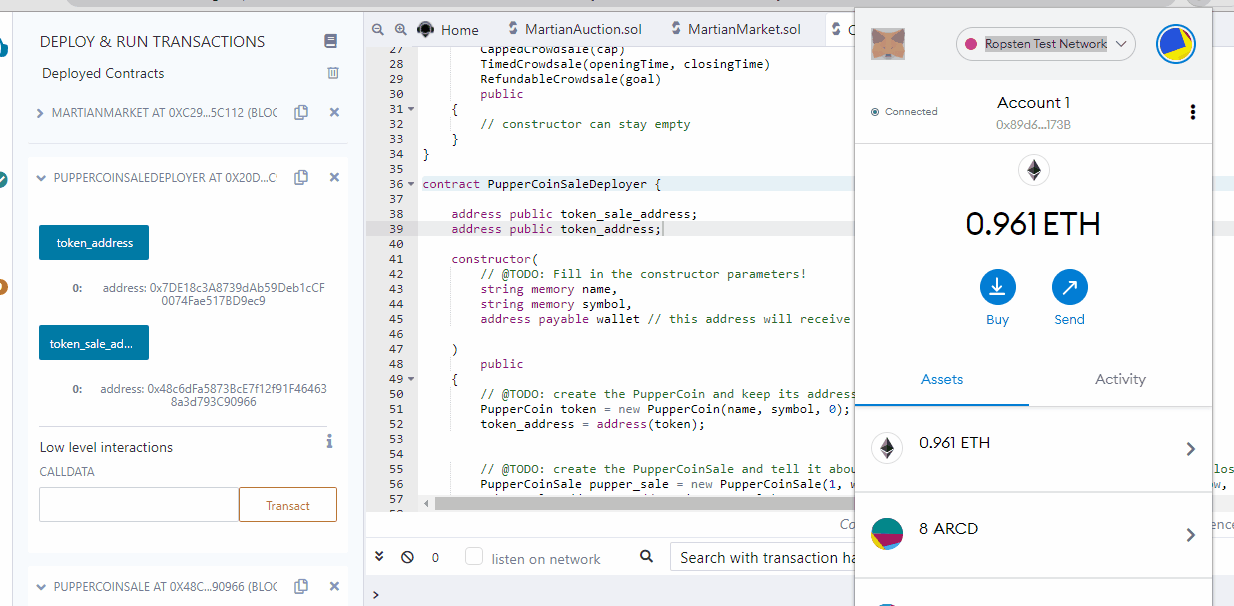 DEPLOY & RUN TRANSACTIONS
Deployed Contracts
MARTIANMARKET AT 0XC29...5C112 (BLOC
PUPPERCOINSALEDEPLOYER AT 0X20D...C
token_address
0: address: 0x7DE18c3A8739dAb59Deb1cCF
0074Fae517BD9ec9
token_sale_ad...
0: address: 0x48c6dFa5873BcE7f12f91F46463
8a3d793C90966
Low level interactions
CALLDATA
Transact
PUPPERCOINSALE AT 0X48C...90966 (BLOC
Home
MartianAuction.sol
MartianMarket.sol
27 CappedCrowdsale(cap)
28 TimedCrowdsale(openingTime, closingTime)
29 RefundableCrowdsale(goal)
30 public
31 {
32 // constructor can stay empty
33 }
34 }
35
36 contract PupperCoinSaleDeployer {
37
38 address public token_sale_address;
39 address public token_address;
40
41 constructor(
42 // @TODO: Fill in the constructor parameters!
43 string memory name,
44 string memory symbol,
45 address payable wallet // this address will receive
46
47 )
48 public
49 {
50 // @TODO: create the PupperCoin and keep its address
51 PupperCoin token = new PupperCoin(name, symbol, 0);
52 token_address = address(token);
53
54
55 // @TODO: create the PupperCoinSale and tell it abou
56 PupperCoinSale pupper_sale = new PupperCoinSale(1, w
57
0
listen on network
Search with transaction ha
>
Ropsten Test Network
Connected
Account 1
0x89d6...173B
0.961 ETH
Buy
Send
Assets
Activity
0.961 ETH
8 ARCD